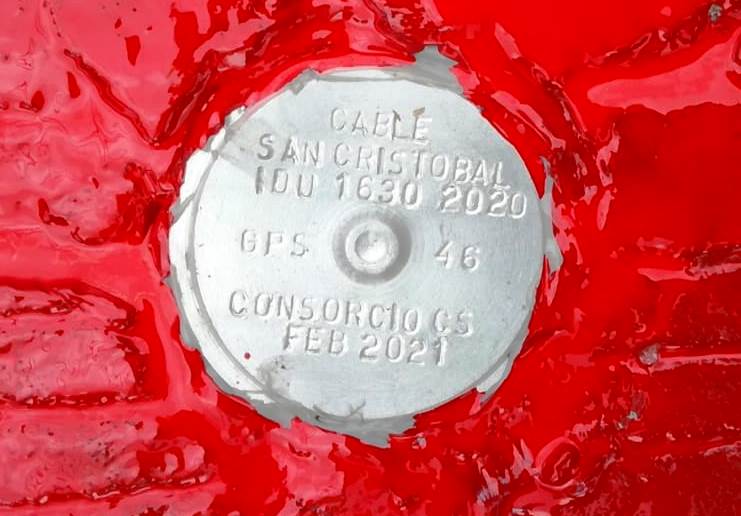 CABLE
SAN CRISTOBAL
IDU 1630 2020
GPS 46
CONSORCIO CS
FEB 2021